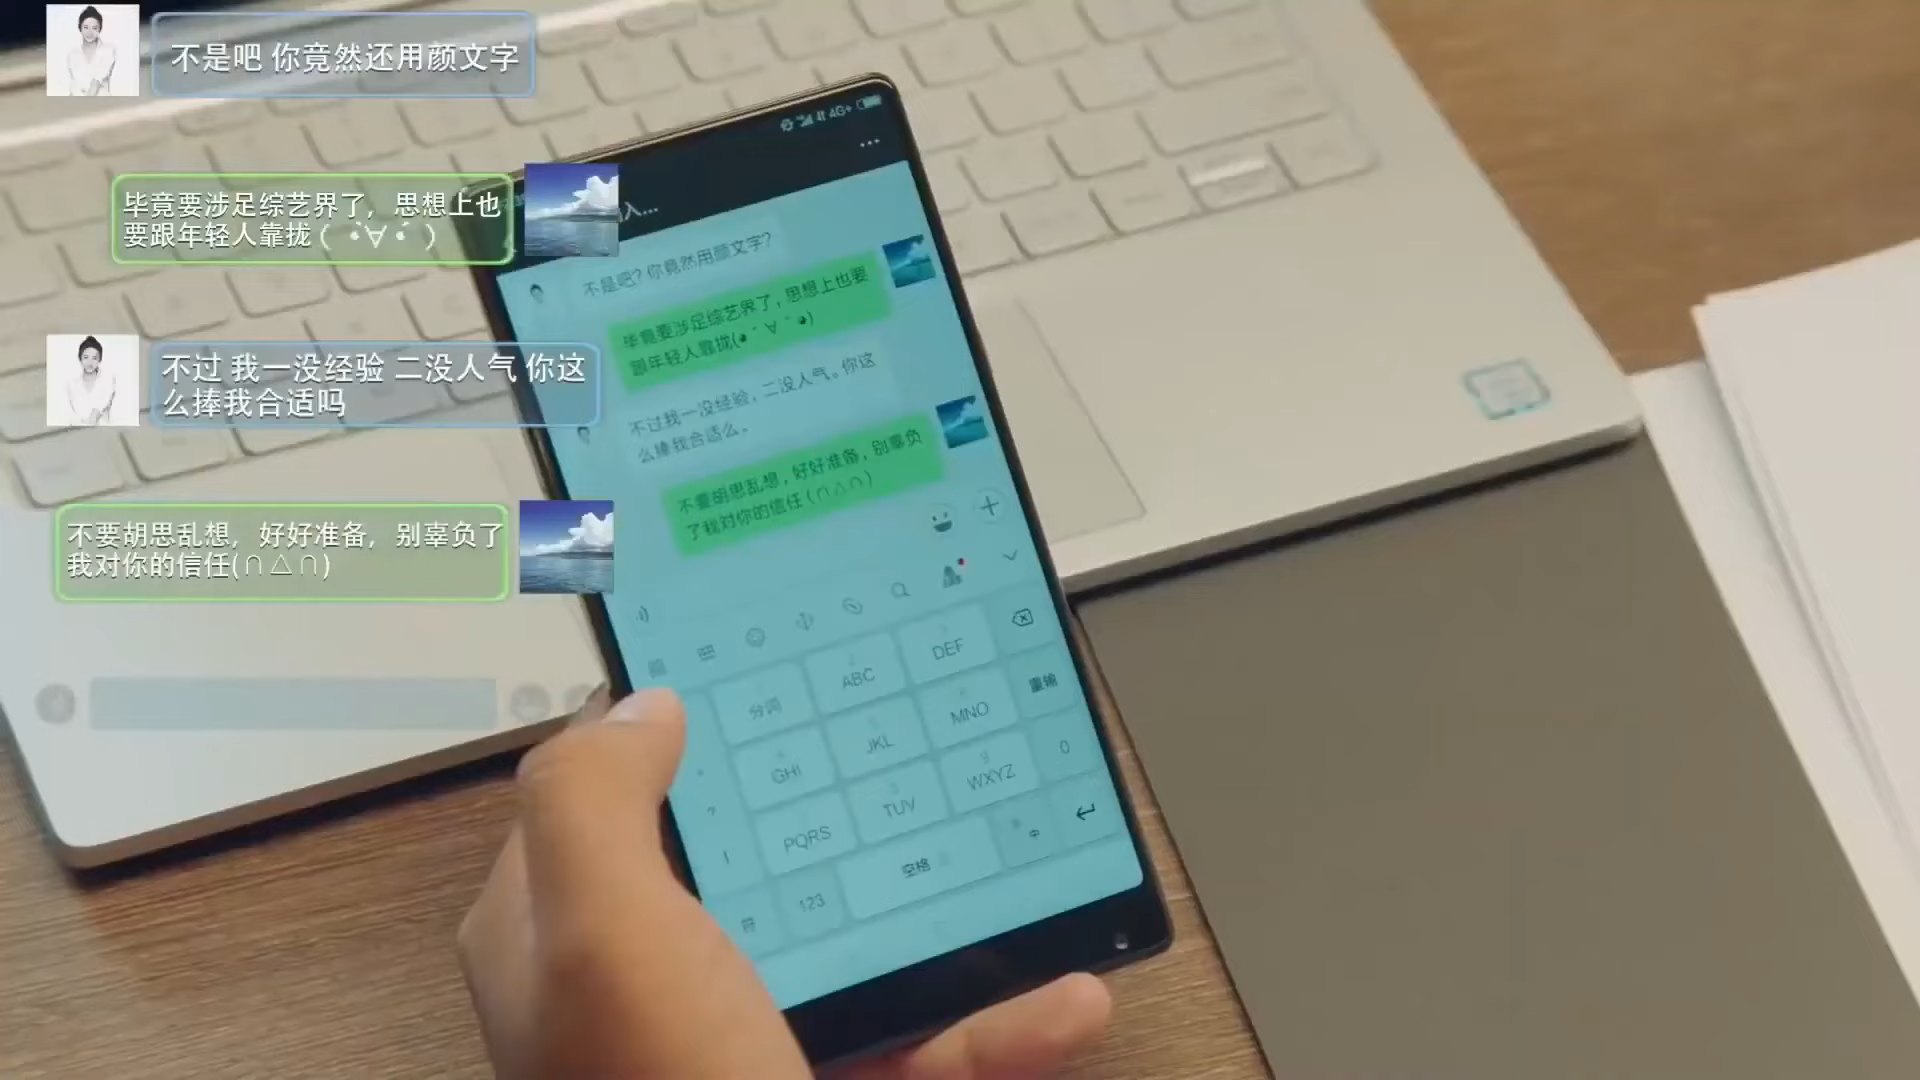 不是吧 你竟然还用颜文字
毕竟要涉足综艺界了，思想上也
要跟年轻人靠拢（ •̀∀•́ ）
不过 我一没经验 二没人气 你这
么捧我合适吗
不要胡思乱想，好好准备，别辜负了
我对你的信任(∩△∩)
4G+
入...
不是吧？你竟然用颜文字？
毕竟要涉足综艺界了，思想上也要
跟年轻人靠拢(◕ˇ∀ˇ◕)
不过我一没经验，二没人气。你这
么捧我合适么。
不要胡思乱想，好好准备，别辜负
了我对你的信任(∩△∩)
分词 ABC DEF
GHI JKL MNO 重输
PQRS TUV WXYZ 0
符 123 空格 中